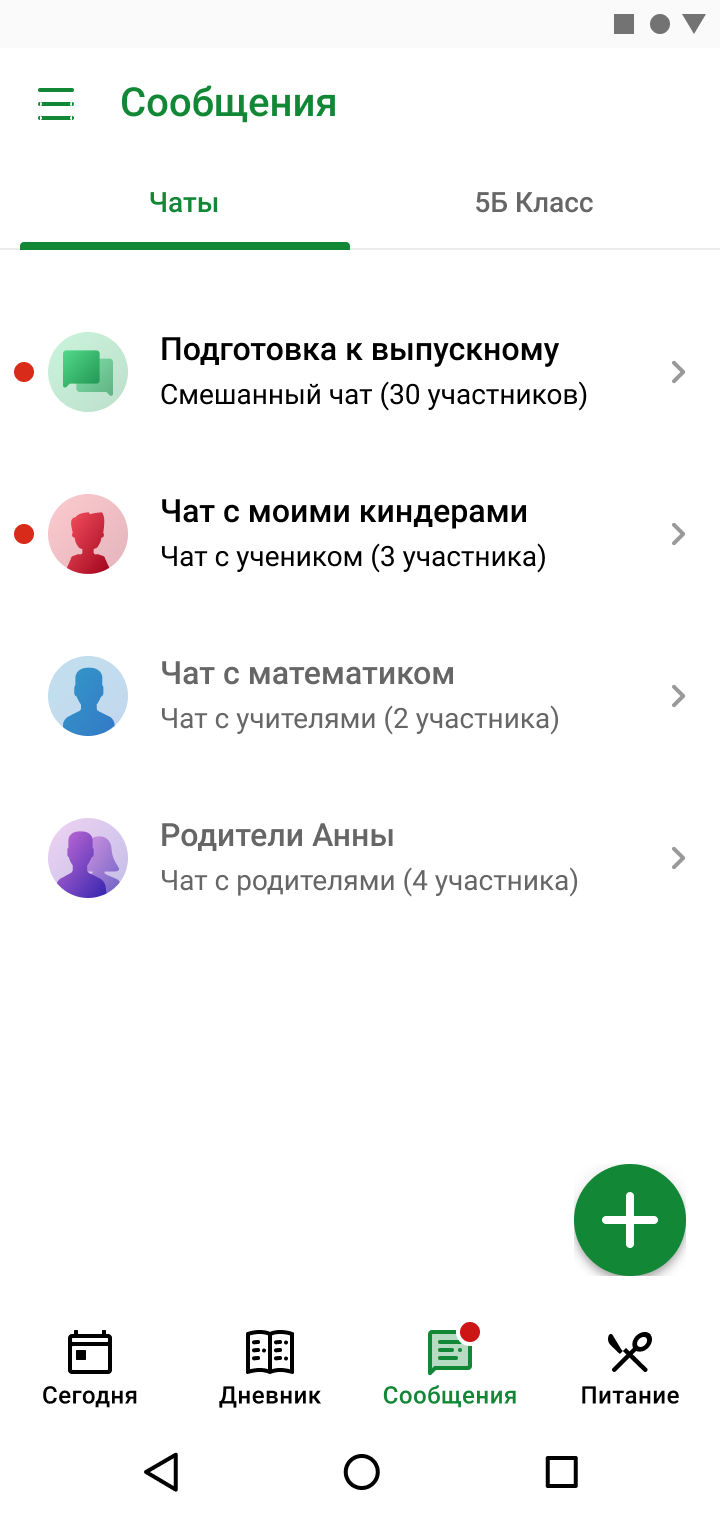 Сообщения
Чаты
5Б Класс
Подготовка к выпускному
Смешанный чат (30 участников)
Чат с моими киндерами
Чат с учеником (3 участника)
Чат с математиком
Чат с учителями (2 участника)
Родители Анны
Чат с родителями (4 участника)
Сегодня
Дневник
Сообщения
Питание